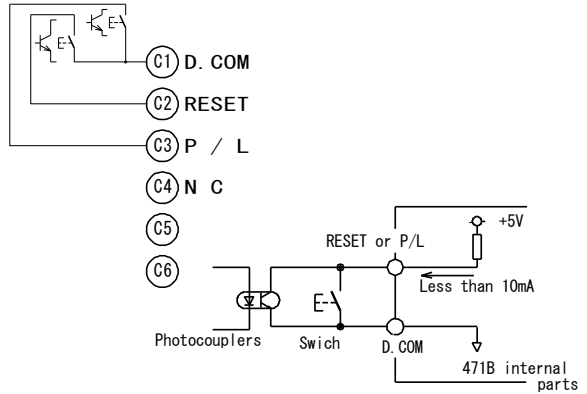 C1 D.COM
C2 RESET
C3 P / L
C4 N C
C5
C6
+5V
RESET or P/L
Less than 10mA
Photocouplers
Swich
D.COM
471B internal
parts